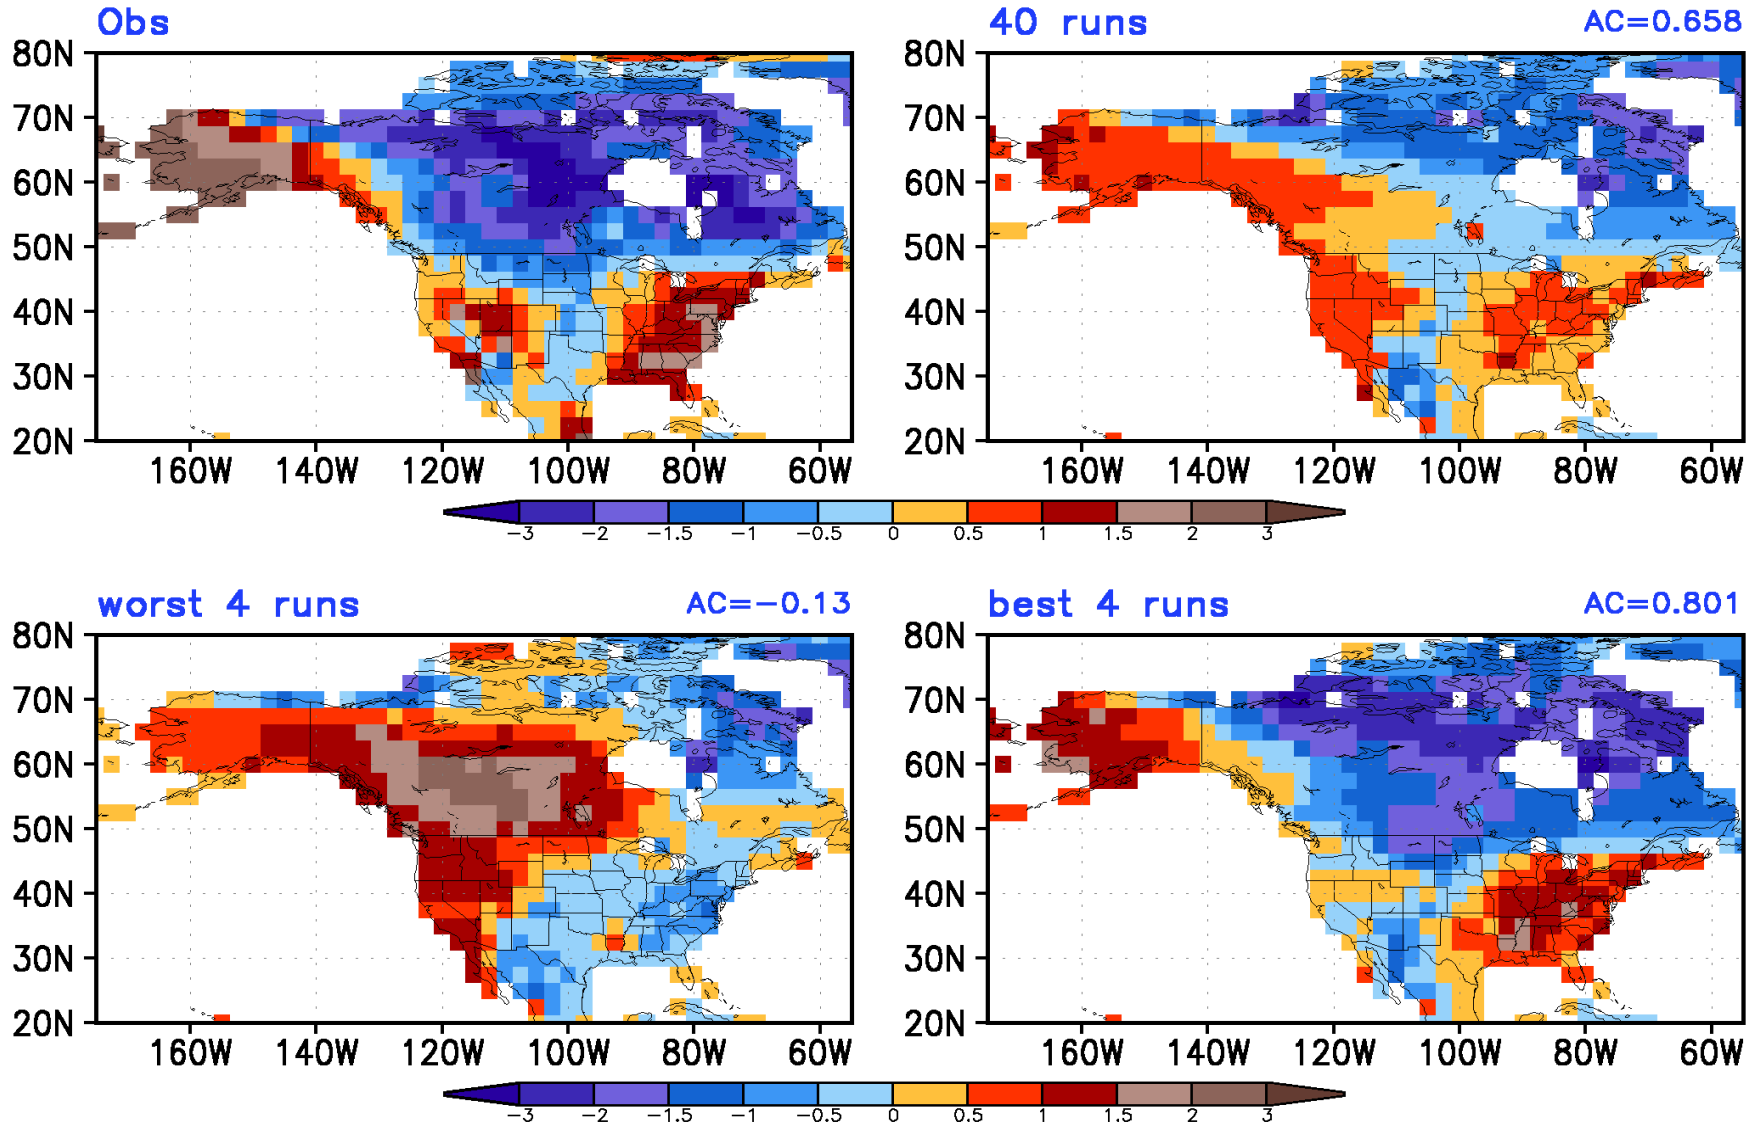 Obs
40 runs AC=0.658
80N 80N
70N 70N
60N 60N
50N 50N
40N 40N
30N 30N
20N 20N
160W 140W 120W 100W 80W 60W 160W 140W 120W 100W 80W 60W
−3 −2 −1.5 −1 −0.5 0 0.5 1 1.5 2 3
worst 4 runs AC=−0.13
best 4 runs AC=0.801
80N 80N
70N 70N
60N 60N
50N 50N
40N 40N
30N 30N
20N 20N
160W 140W 120W 100W 80W 60W 160W 140W 120W 100W 80W 60W
−3 −2 −1.5 −1 −0.5 0 0.5 1 1.5 2 3